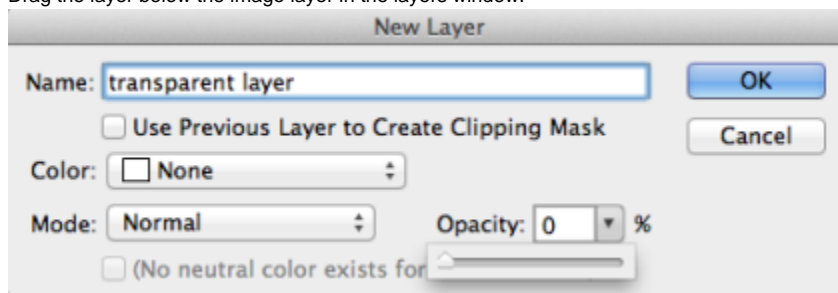 Drag the layer below the image layer in the layers window.
New Layer
Name: transparent layer
OK
Use Previous Layer to Create Clipping Mask
Cancel
Color: None
Mode: Normal Opacity: 0 %
(No neutral color exists for